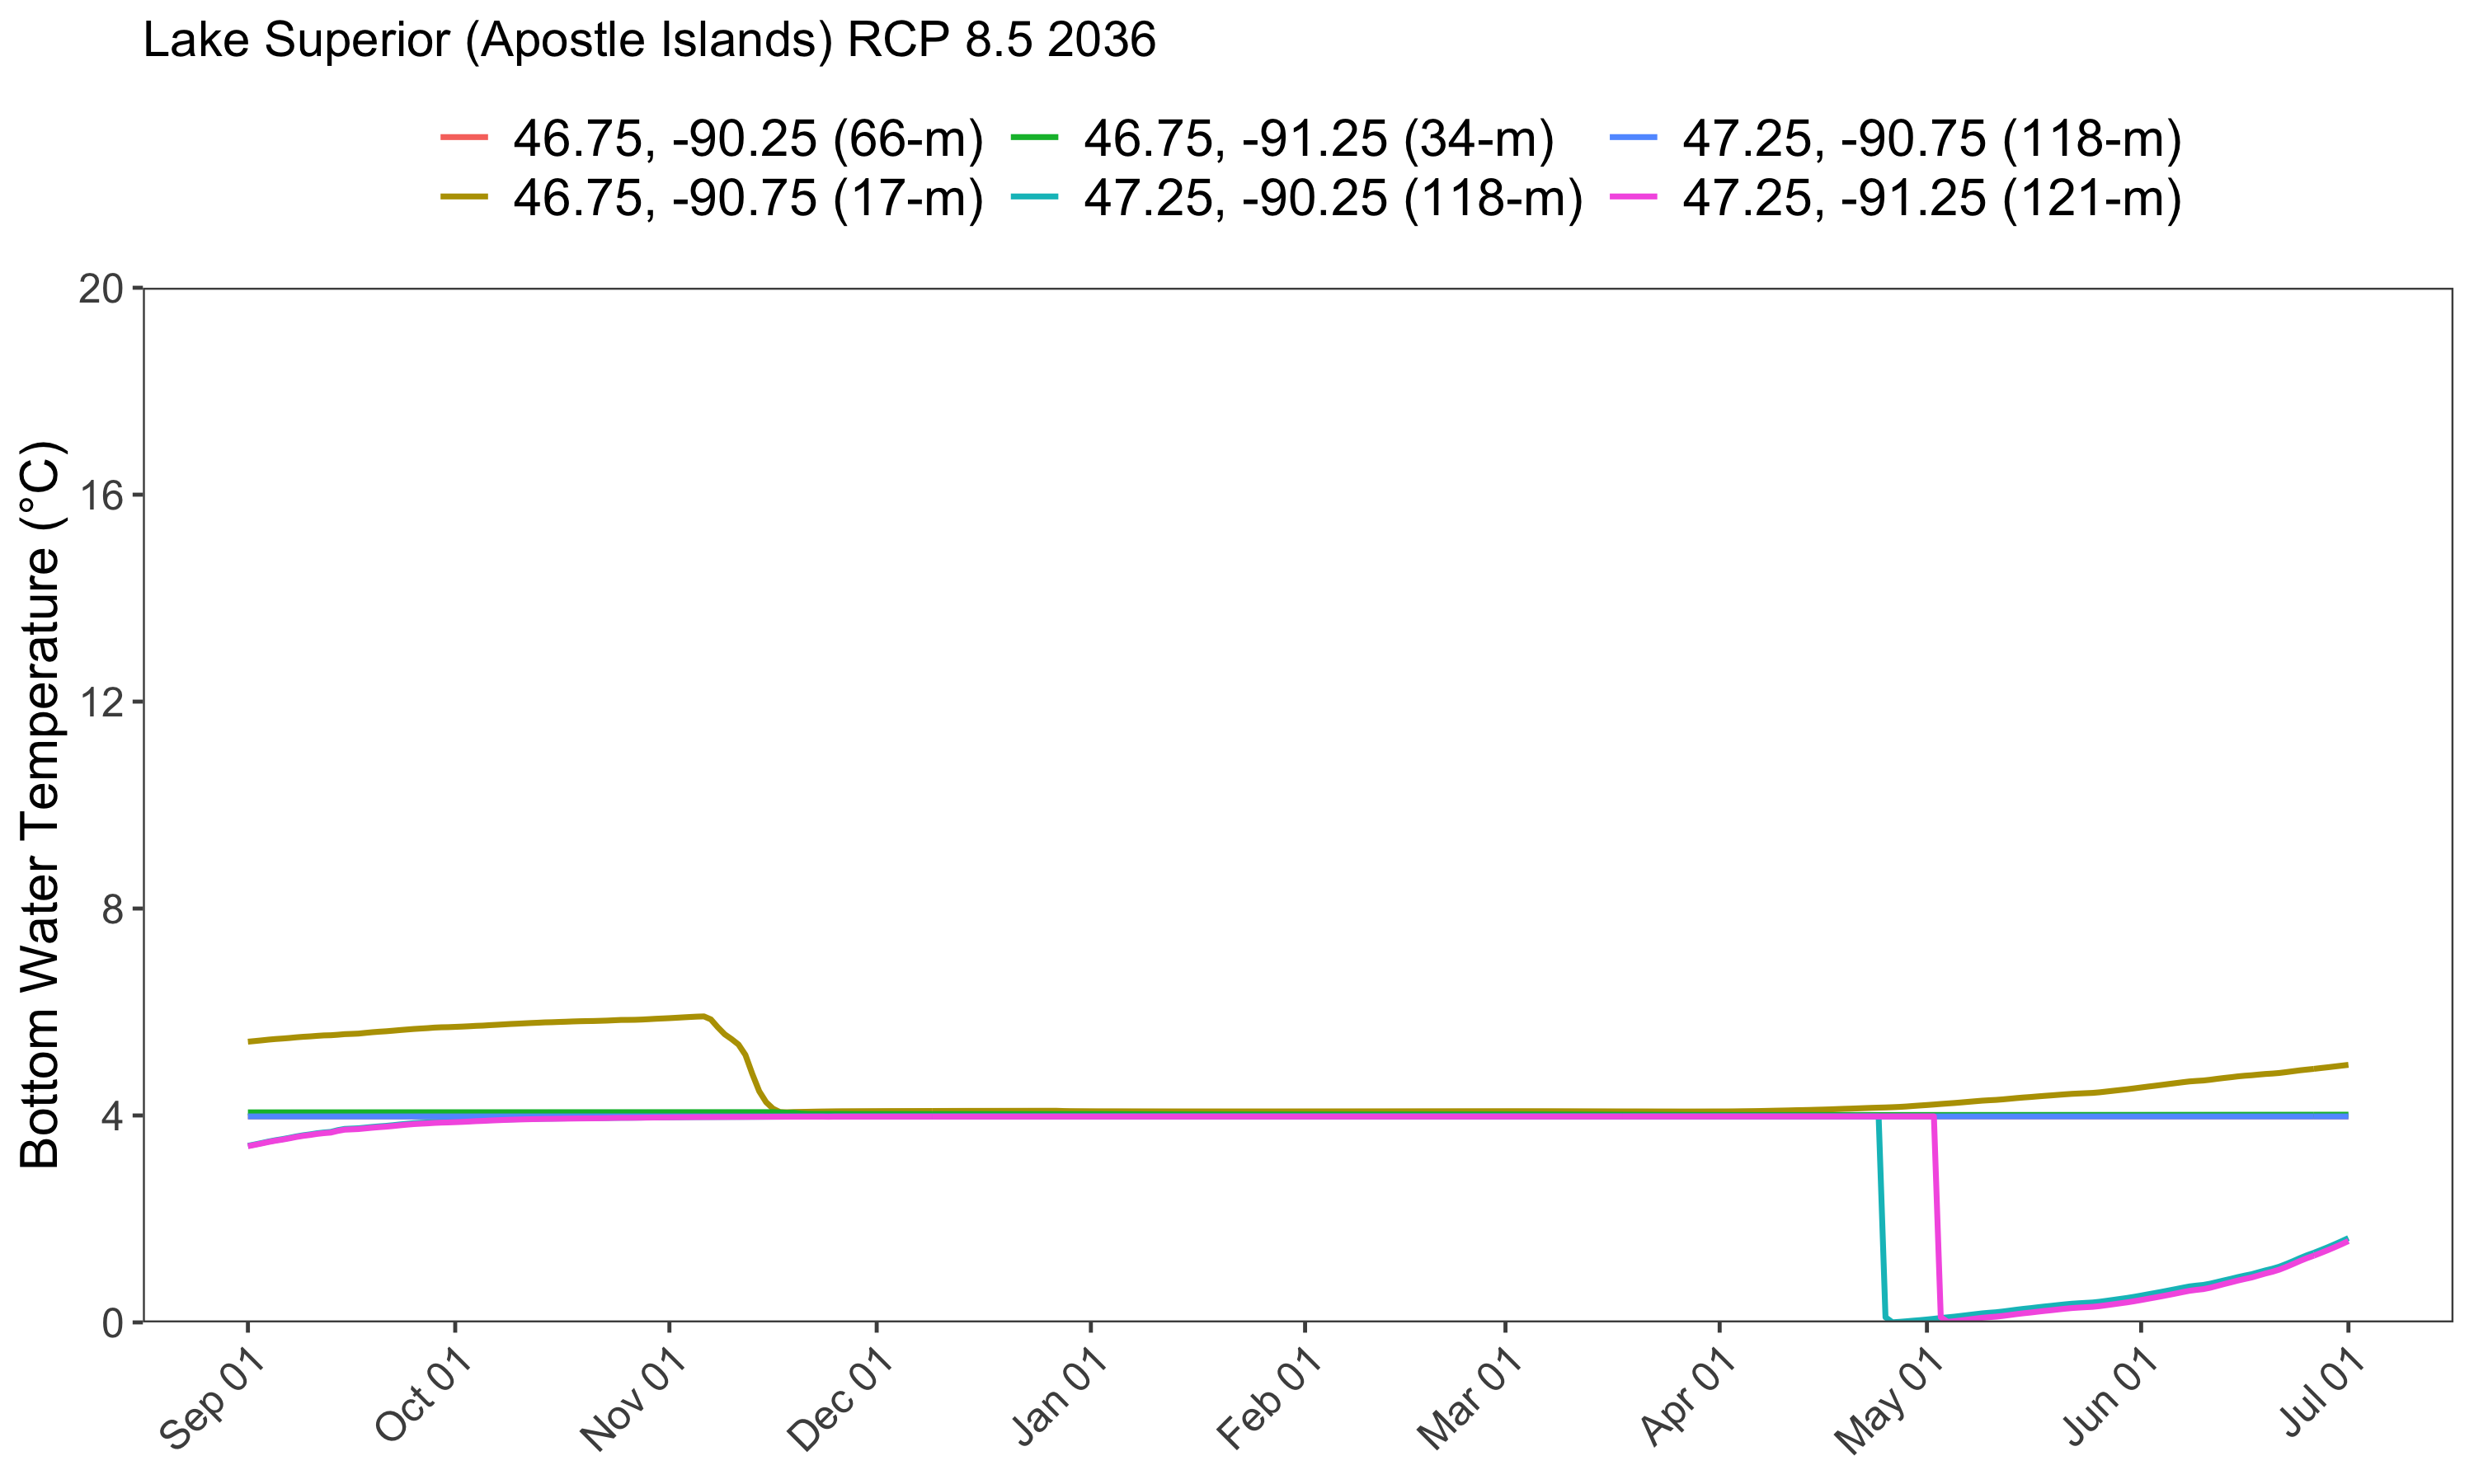 Lake Superior (Apostle Islands) RCP 8.5 2036
46.75, -90.25 (66-m) 46.75, -91.25 (34-m) 47.25, -90.75 (118-m)
46.75, -90.75 (17-m) 47.25, -90.25 (118-m) 47.25, -91.25 (121-m)
Bottom Water Temperature (°C)
20
16
12
8
4
0
Sep 01 Oct 01 Nov 01 Dec 01 Jan 01 Feb 01 Mar 01 Apr 01 May 01 Jun 01 Jul 01